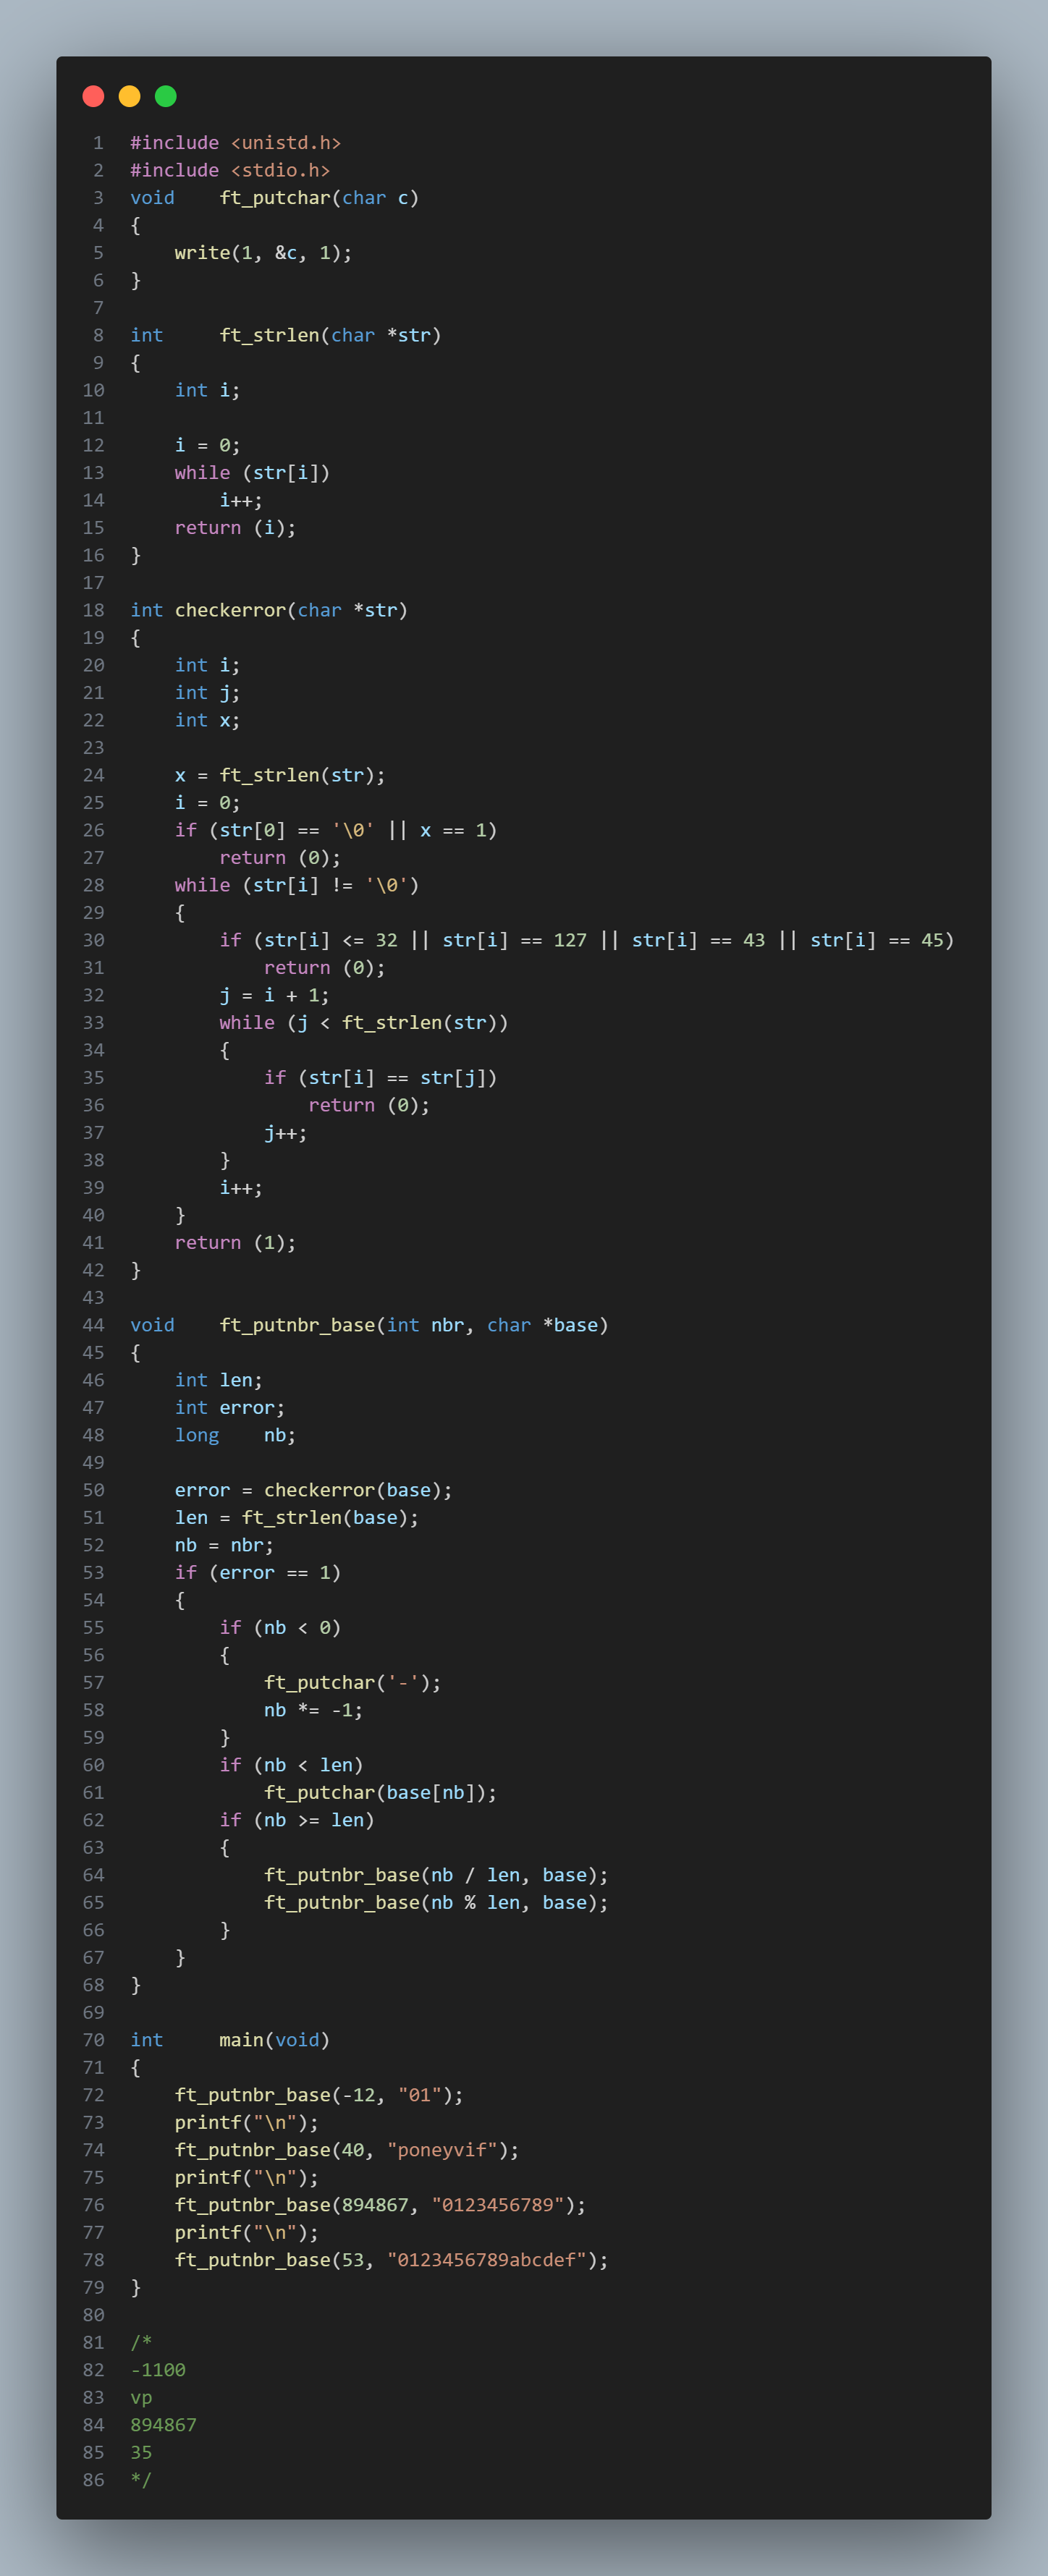 1 #include <unistd.h>
2 #include <stdio.h>
3 void    ft_putchar(char c)
4 {
5     write(1, &c, 1);
6 }
7
8 int     ft_strlen(char *str)
9 {
10     int i;
11
12     i = 0;
13     while (str[i])
14         i++;
15     return (i);
16 }
17
18 int checkerror(char *str)
19 {
20     int i;
21     int j;
22     int x;
23
24     x = ft_strlen(str);
25     i = 0;
26     if (str[0] == '\0' || x == 1)
27         return (0);
28     while (str[i] != '\0')
29     {
30         if (str[i] <= 32 || str[i] == 127 || str[i] == 43 || str[i] == 45)
31             return (0);
32         j = i + 1;
33         while (j < ft_strlen(str))
34         {
35             if (str[i] == str[j])
36                 return (0);
37             j++;
38         }
39         i++;
40     }
41     return (1);
42 }
43
44 void    ft_putnbr_base(int nbr, char *base)
45 {
46     int len;
47     int error;
48     long    nb;
49
50     error = checkerror(base);
51     len = ft_strlen(base);
52     nb = nbr;
53     if (error == 1)
54     {
55         if (nb < 0)
56         {
57             ft_putchar('-');
58             nb *= -1;
59         }
60         if (nb < len)
61             ft_putchar(base[nb]);
62         if (nb >= len)
63         {
64             ft_putnbr_base(nb / len, base);
65             ft_putnbr_base(nb % len, base);
66         }
67     }
68 }
69
70 int     main(void)
71 {
72     ft_putnbr_base(-12, "01");
73     printf("\n");
74     ft_putnbr_base(40, "poneyvif");
75     printf("\n");
76     ft_putnbr_base(894867, "0123456789");
77     printf("\n");
78     ft_putnbr_base(53, "0123456789abcdef");
79 }
80
81 /*
82 -1100
83 vp
84 894867
85 35
86 */